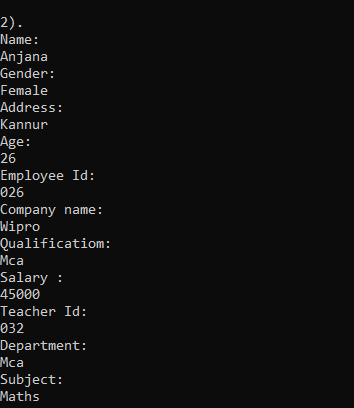 2).
Name:
Anjana
Gender:
Female
Address:
Kannur
Age:
26
Employee Id:
026
Company name:
Wipro
Qualificatiom:
Mca
Salary :
45000
Teacher Id:
032
Department:
Mca
Subject:
Maths